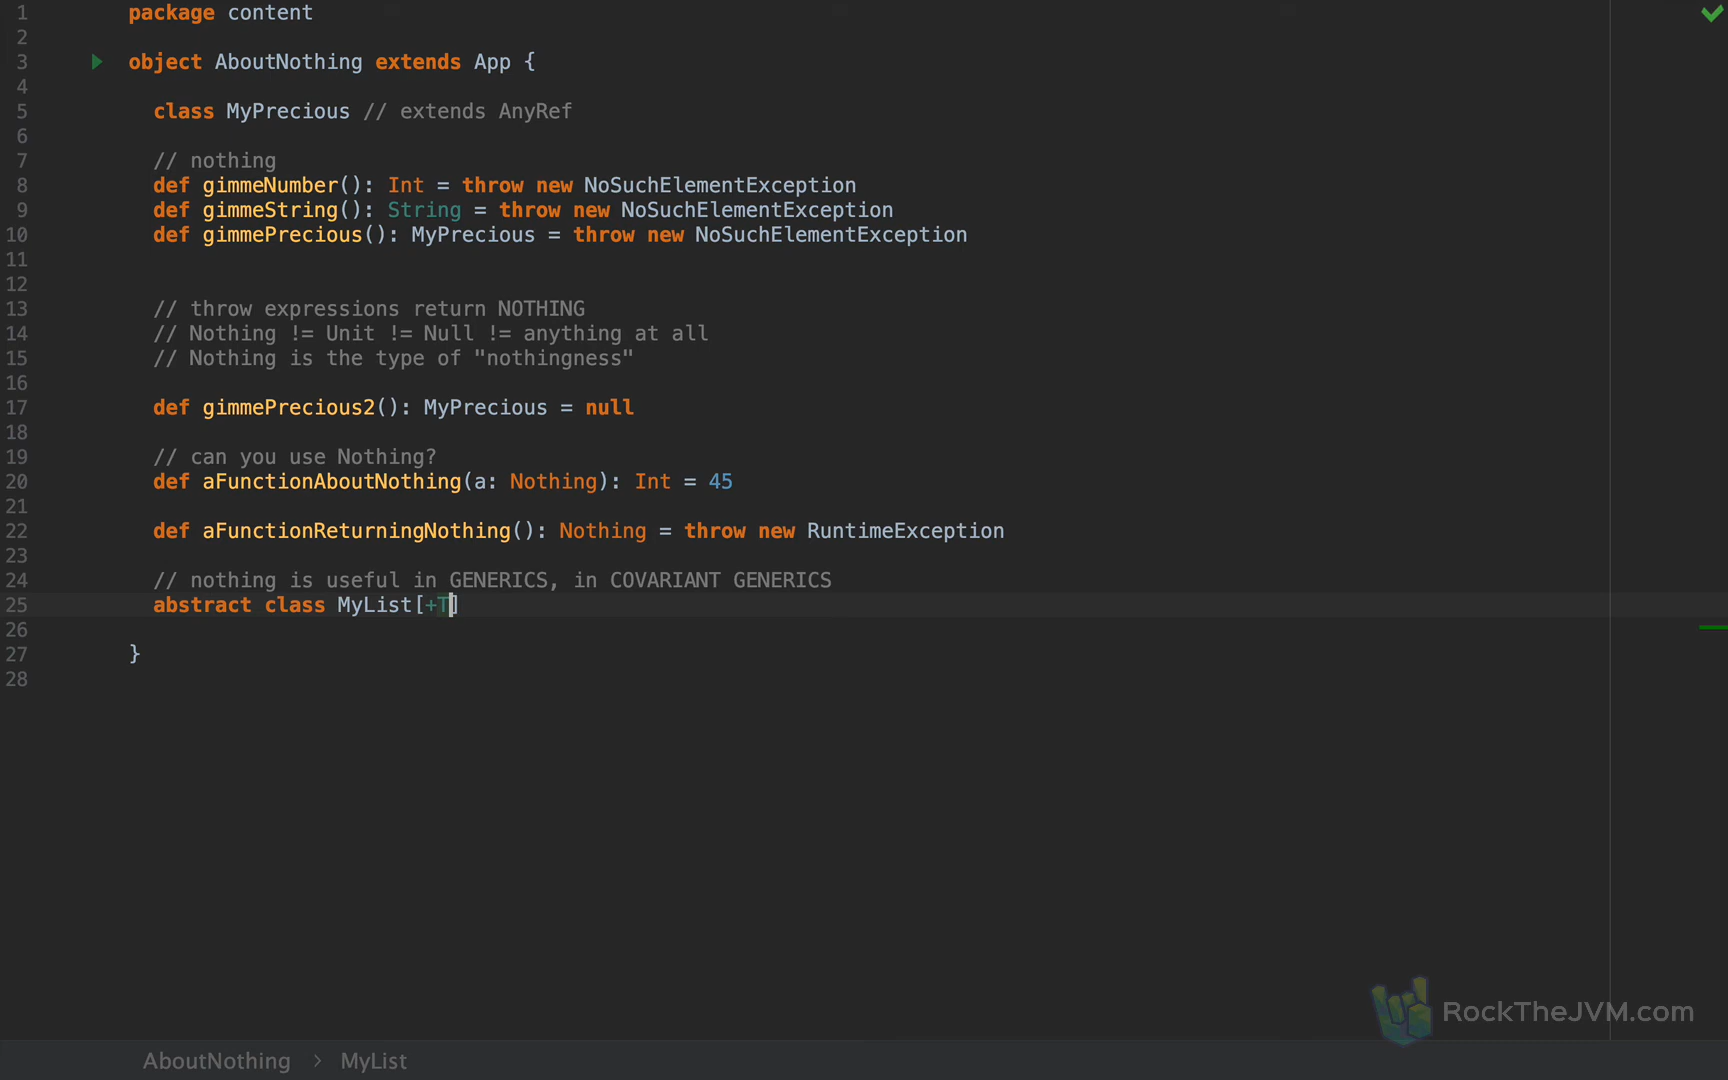 1 package content
2
3 object AboutNothing extends App {
4
5 class MyPrecious // extends AnyRef
6
7 // nothing
8 def gimmeNumber(): Int = throw new NoSuchElementException
9 def gimmeString(): String = throw new NoSuchElementException
10 def gimmePrecious(): MyPrecious = throw new NoSuchElementException
11
12
13 // throw expressions return NOTHING
14 // Nothing != Unit != Null != anything at all
15 // Nothing is the type of "nothingness"
16
17 def gimmePrecious2(): MyPrecious = null
18
19 // can you use Nothing?
20 def aFunctionAboutNothing(a: Nothing): Int = 45
21
22 def aFunctionReturningNothing(): Nothing = throw new RuntimeException
23
24 // nothing is useful in GENERICS, in COVARIANT GENERICS
25 abstract class MyList[+T]
26
27 }
28
RockTheJVM.com
AboutNothing > MyList